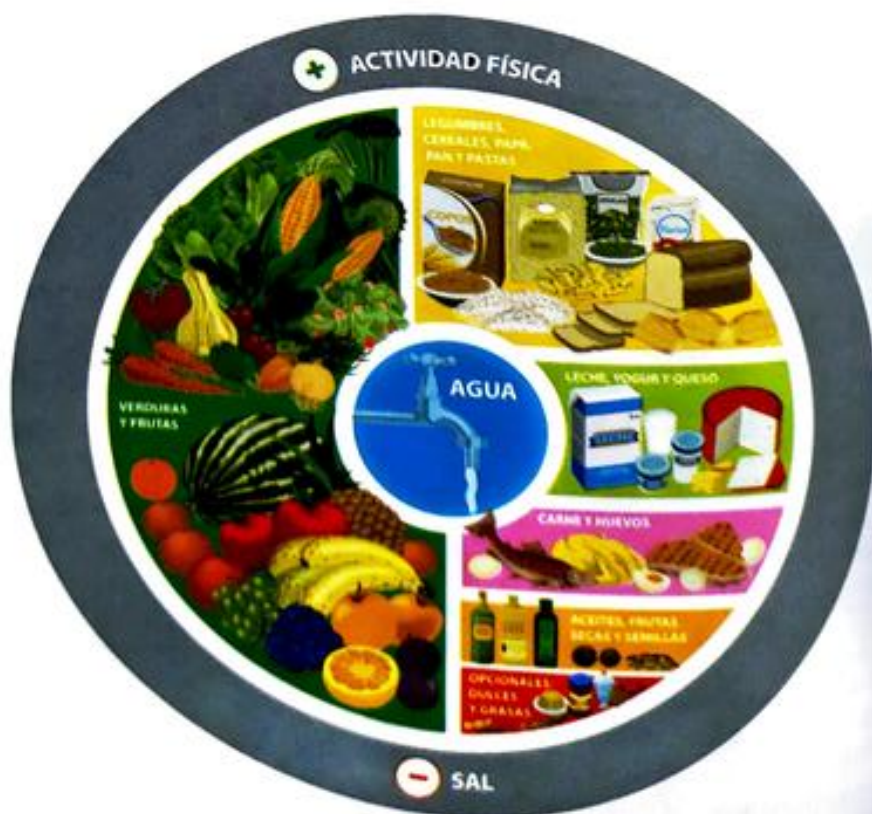 ACTIVIDAD FÍSICA
LEGUMBRES,
CEREALES, PAPA,
PAN Y PASTAS
AGUA
LECHE, YOGUR Y QUESO
LECHE
VERDURAS
Y FRUTAS
CARNE Y HUEVOS
ACEITES, FRUTAS
SECAS Y SEMILLAS
OPCIONALES
DULCES
Y GRASAS
SAL